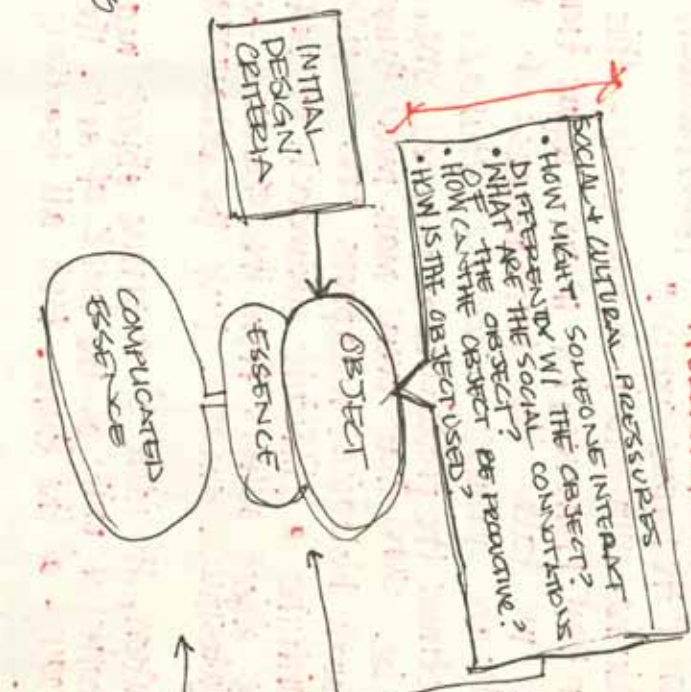 SOCIAL + CULTURAL PRESSURES
• HOW MIGHT SOMEONE INTERACT
DIFFERENTLY W/ THE OBJECT?
• WHAT ARE THE SOCIAL CONNOTATIONS
OF THE OBJECT?
• HOW CAN THE OBJECT BE PRODUCTIVE?
• HOW IS THE OBJECT USED?
INITIAL
DESIGN
CRITERIA
OBJECT
ESSENCE
COMPLICATED
ESSENCE